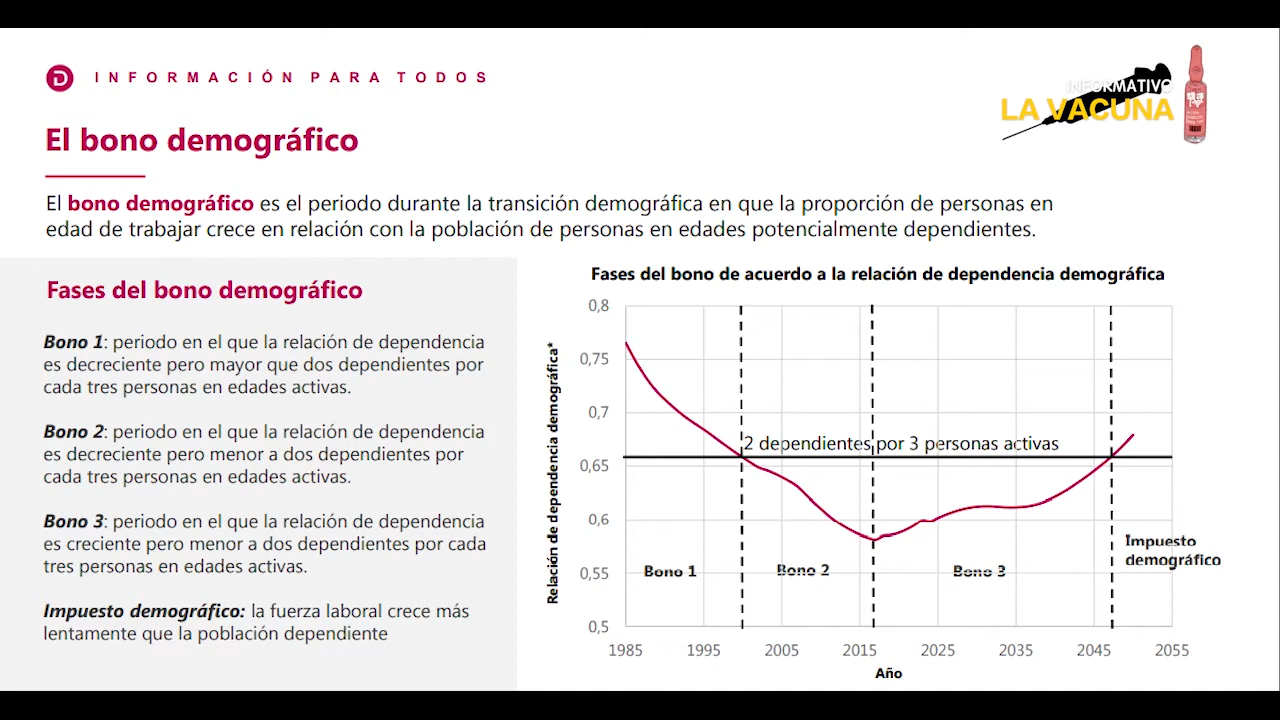 INFORMACIÓN PARA TODOS
INFORMATIVO
LA VACUNA
El bono demográfico
El bono demográfico es el periodo durante la transición demográfica en que la proporción de personas en
edad de trabajar crece en relación con la población de personas en edades potencialmente dependientes.
Fases del bono demográfico
Bono 1: periodo en el que la relación de dependencia
es decreciente pero mayor que dos dependientes por
cada tres personas en edades activas.
Bono 2: periodo en el que la relación de dependencia
es decreciente pero menor a dos dependientes por
cada tres personas en edades activas.
Bono 3: periodo en el que la relación de dependencia
es creciente pero menor a dos dependientes por cada
tres personas en edades activas.
Impuesto demográfico: la fuerza laboral crece más
lentamente que la población dependiente
Fases del bono de acuerdo a la relación de dependencia demográfica
Relación de dependencia demográfica*
0,8
0,75
0,7
0,65
0,6
0,55
0,5
2 dependientes por 3 personas activas
Bono 1
Bono 2
Bono 3
Impuesto
demográfico
1985 1995 2005 2015 2025 2035 2045 2055
Año